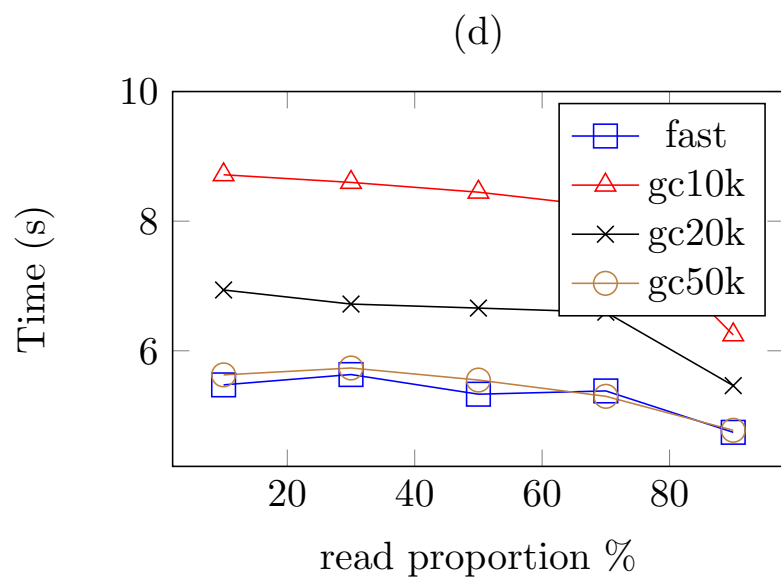 (d)
10
8
6
Time (s)
fast
gc10k
gc20k
gc50k
20
40
60
80
read proportion %